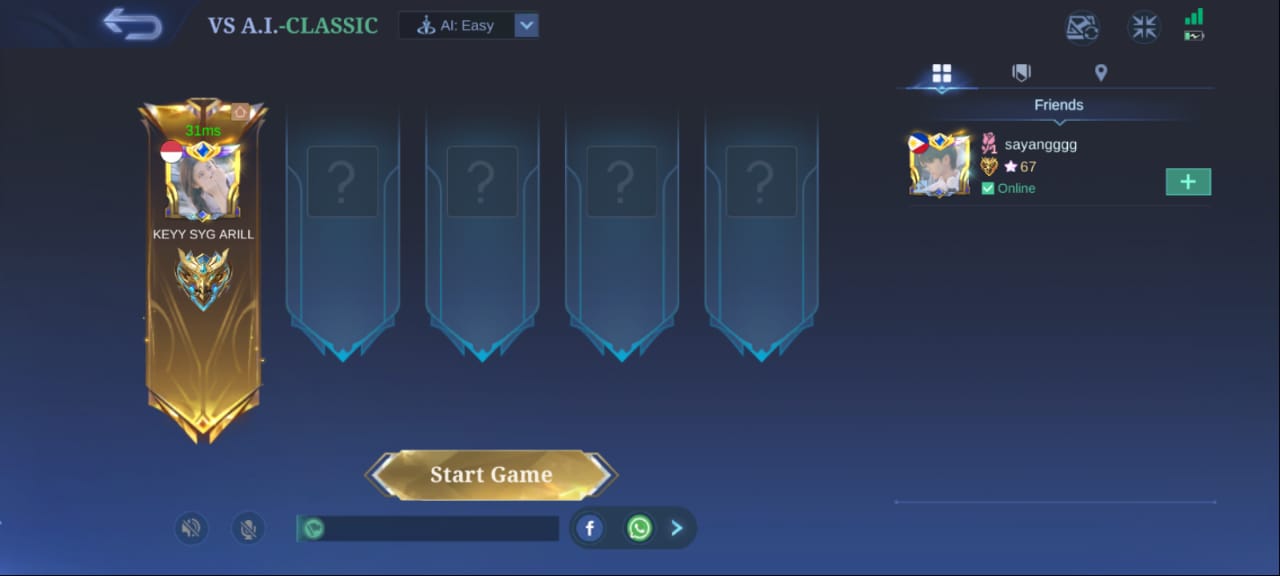 VS A.I.-CLASSIC
AI: Easy
Friends
31ms
sayangggg
67
Online
KEYY SYG ARILL
?
?
?
?
Start Game